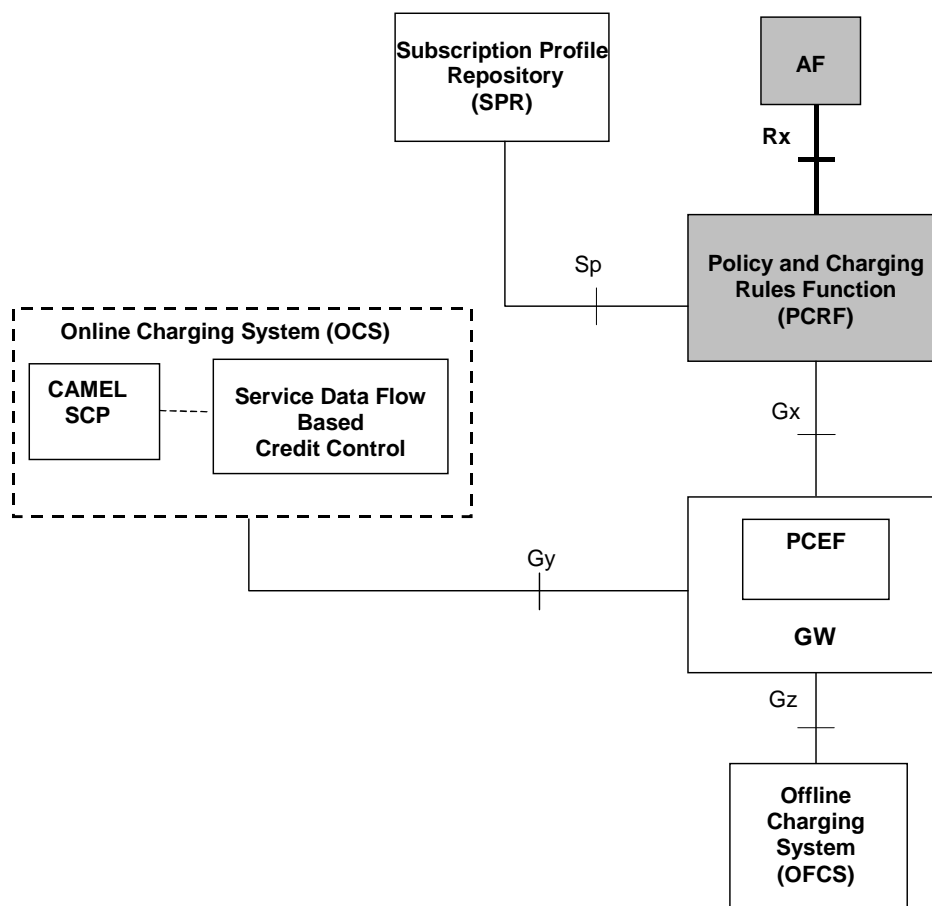 Subscription Profile
Repository
(SPR)
AF
Rx
Sp
Policy and Charging
Rules Function
(PCRF)
Online Charging System (OCS)
CAMEL
SCP
Service Data Flow
Based
Credit Control
Gx
PCEF
Gy
GW
Gz
Offline
Charging
System
(OFCS)